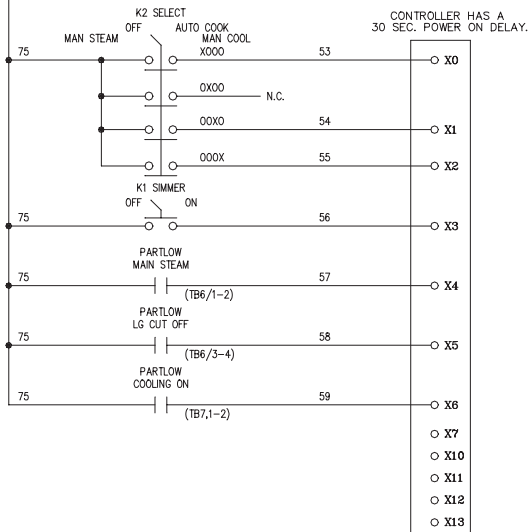 K2 SELECT
OFF AUTO COOK
MAN STEAM MAN COOL
CONTROLLER HAS A
30 SEC. POWER ON DELAY.
75 X000 53 X0
0X00 N.C.
00X0 54 X1
000X 55 X2
K1 SIMMER
OFF ON
75 56 X3
PARTLOW
MAIN STEAM
75 57 X4
(TB6/1-2)
PARTLOW
LG CUT OFF
75 58 X5
(TB6/3-4)
PARTLOW
COOLING ON
75 59 X6
(TB7,1-2)
X7
X10
X11
X12
X13